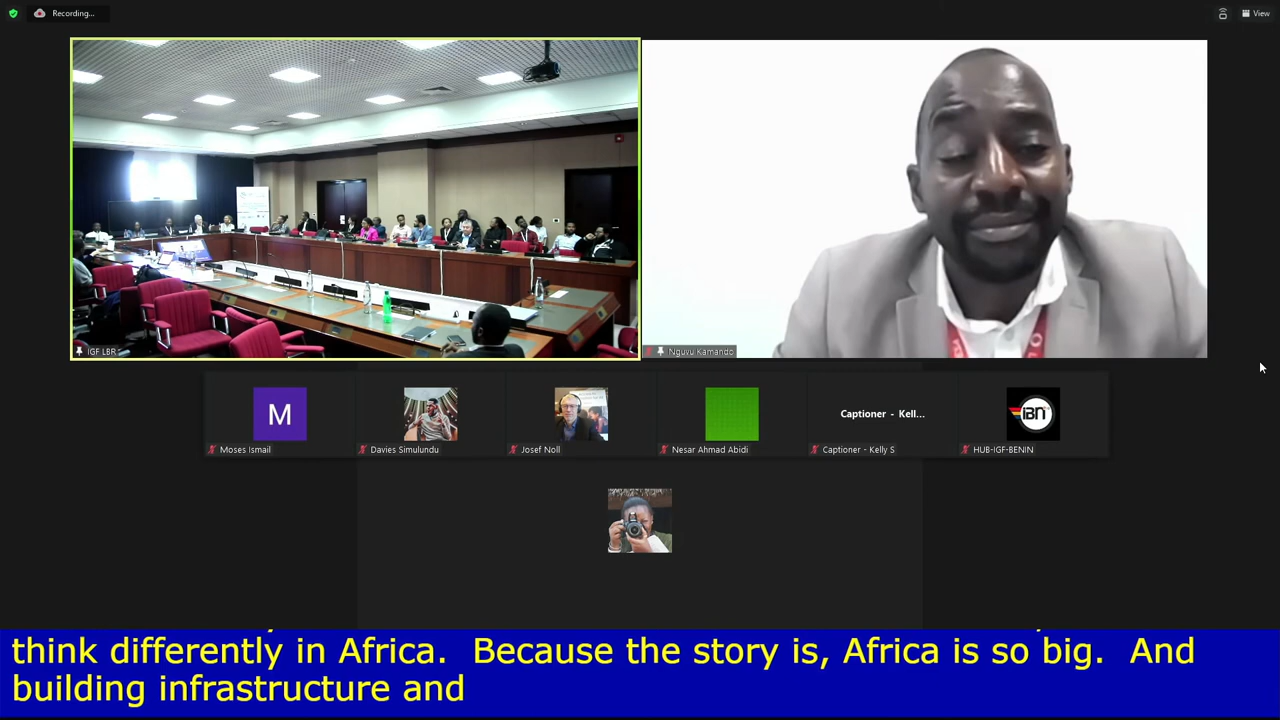 Recording...
View
IGF LBR
Nguvu Kamando
M
Captioner - Kell...
IBN
Moses Ismail
Davies Simulundu
Josef Noll
Nesar Ahmad Abidi
Captioner - Kelly S
HUB-IGF-BENIN
think differently in Africa.  Because the story is, Africa is so big.  And
building infrastructure and